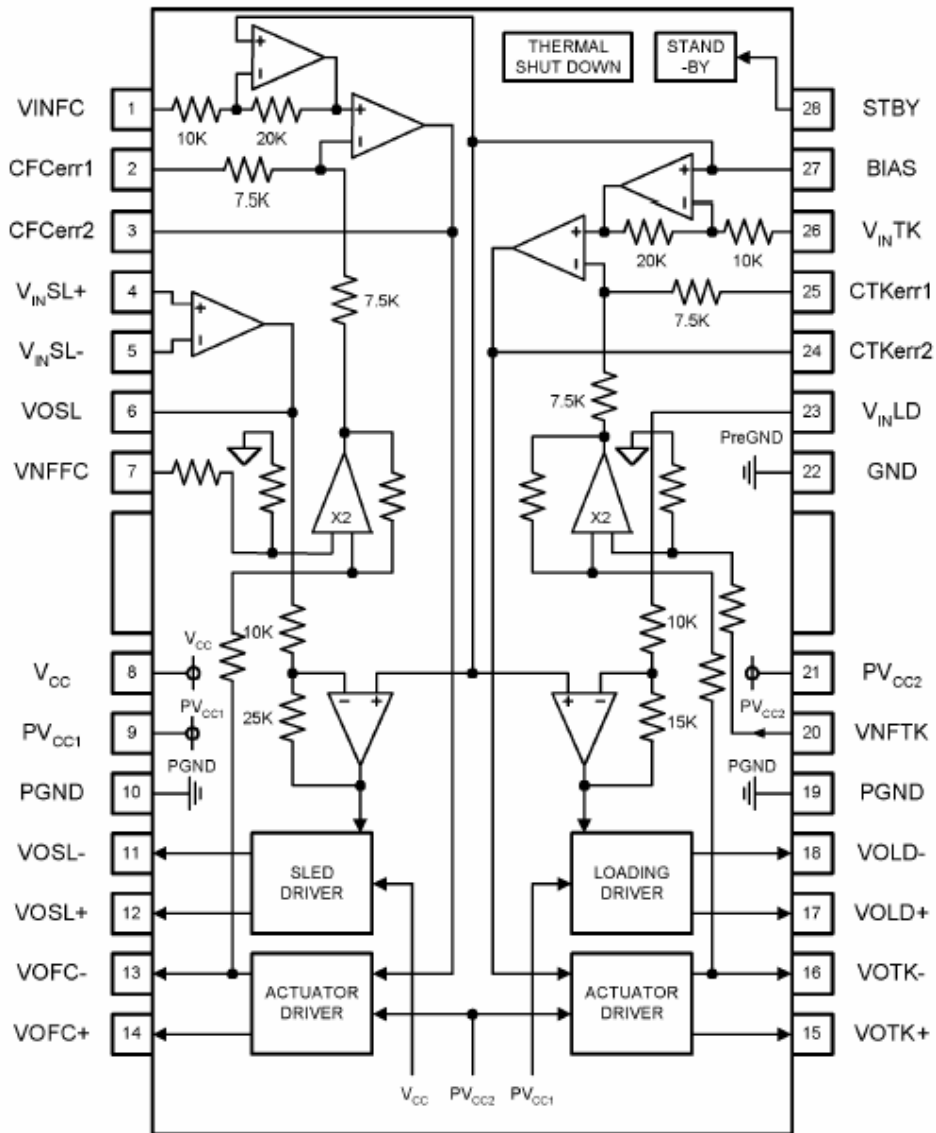 THERMAL
SHUT DOWN
STAND
-BY
VINFC 1
10K
20K
28 STBY
CFCerr1 2
7.5K
27 BIAS
CFCerr2 3
20K
10K
26 VINTK
VINSL+ 4
7.5K
7.5K
25 CTKerr1
VINSL- 5
24 CTKerr2
VOSL 6
7.5K
23 VINLD
VNFFC 7
PreGND
22 GND
X2
X2
10K
10K
VCC 8
VCC
21 PVCC2
PVCC1
25K
15K
PVCC2
PVCC1 9
20 VNFTK
PGND
PGND
PGND 10
19 PGND
VOSL- 11
SLED
DRIVER
LOADING
DRIVER
18 VOLD-
VOSL+ 12
17 VOLD+
VOFC- 13
ACTUATOR
DRIVER
ACTUATOR
DRIVER
16 VOTK-
VOFC+ 14
15 VOTK+
VCC
PVCC2
PVCC1
+
-
+
-
+
-
+
-
+
-
-
+
+
-